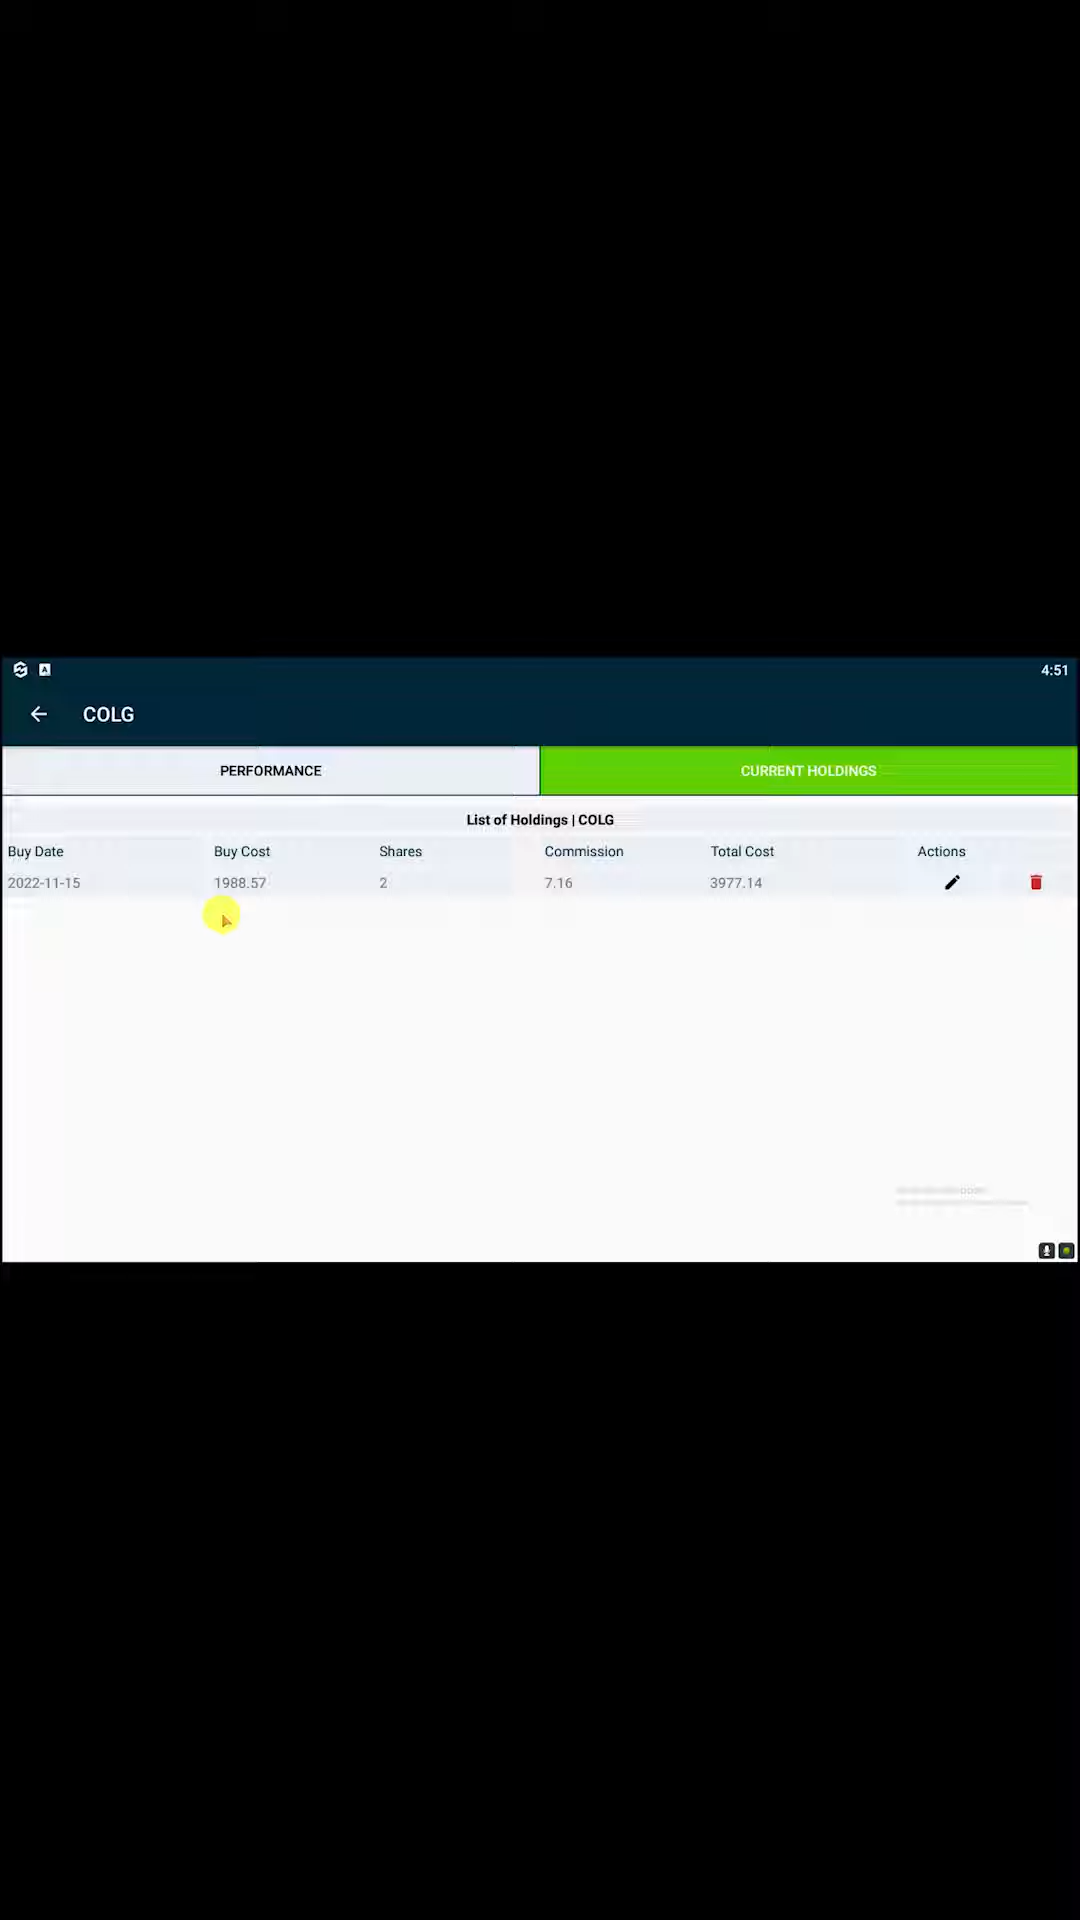 4:51
COLG
PERFORMANCE CURRENT HOLDINGS
List of Holdings | COLG
Buy Date Buy Cost Shares Commission Total Cost Actions
2022-11-15 1988.57 2 7.16 3977.14